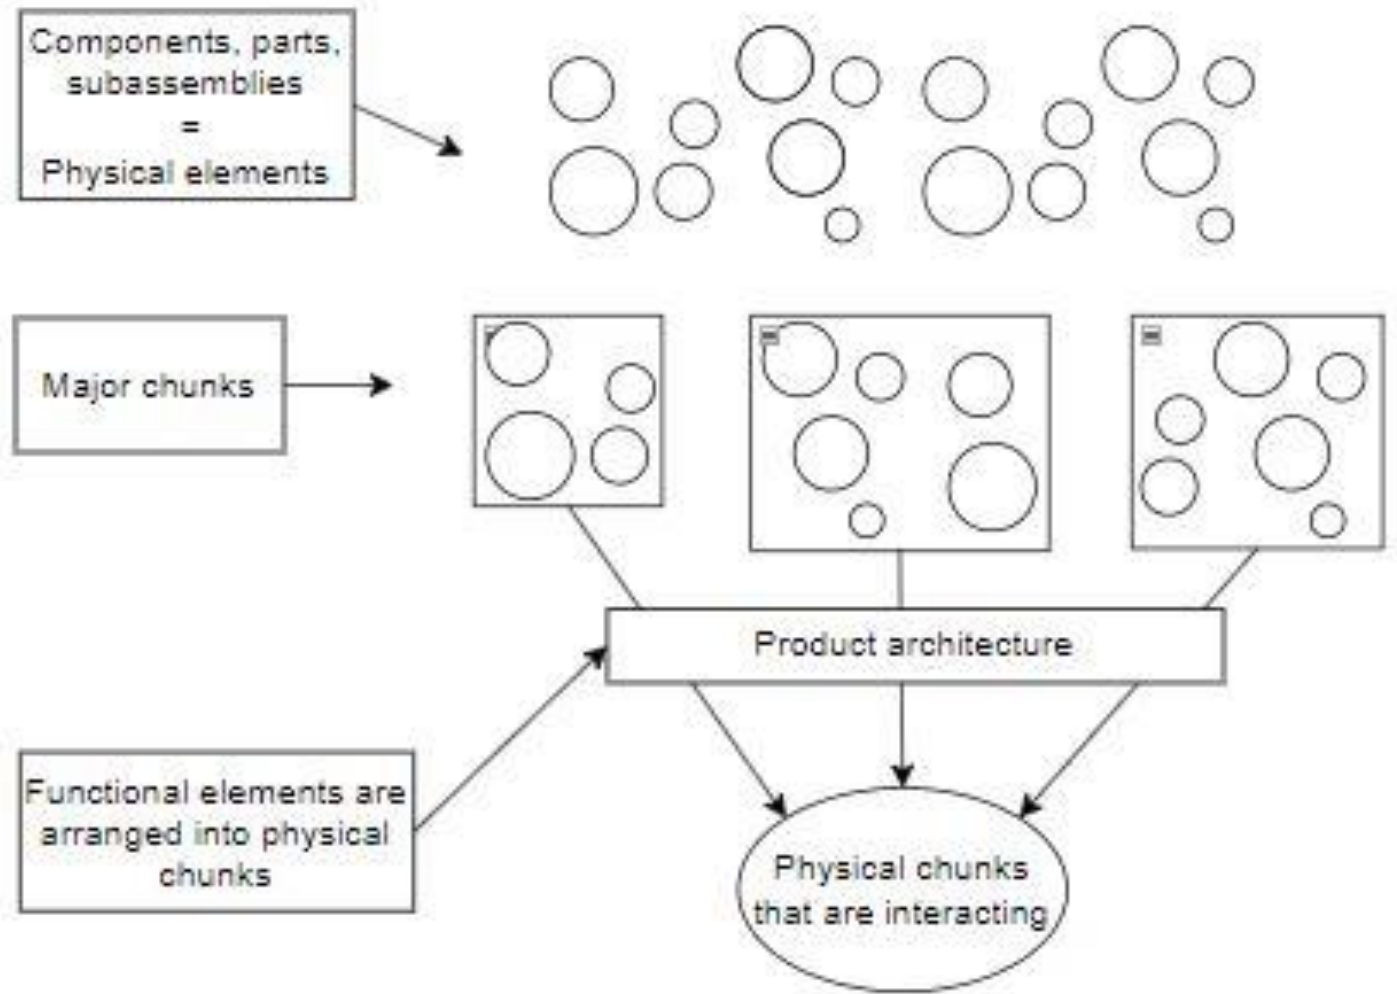 Components, parts,
subassemblies
=
Physical elements
Major chunks
Product architecture
Functional elements are
arranged into physical
chunks
Physical chunks
that are interacting